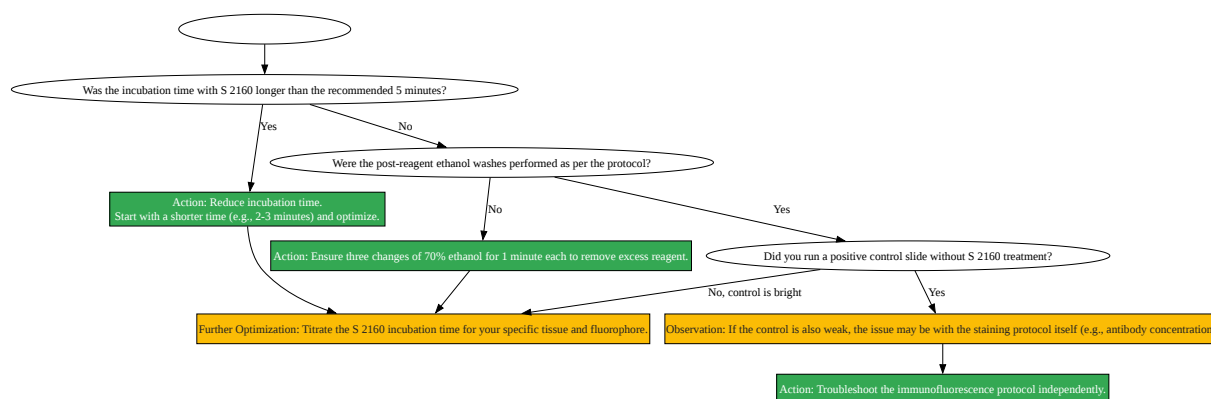 Was the incubation time with S 2160 longer than the recommended 5 minutes?
Yes
No
Were the post-reagent ethanol washes performed as per the protocol?
Action: Reduce incubation time.
Start with a shorter time (e.g., 2-3 minutes) and optimize.
No
Yes
Action: Ensure three changes of 70% ethanol for 1 minute each to remove excess reagent.
Did you run a positive control slide without S 2160 treatment?
No, control is bright
Yes
Further Optimization: Titrate the S 2160 incubation time for your specific tissue and fluorophore.
Observation: If the control is also weak, the issue may be with the staining protocol itself (e.g., antibody concentration
Action: Troubleshoot the immunofluorescence protocol independently.